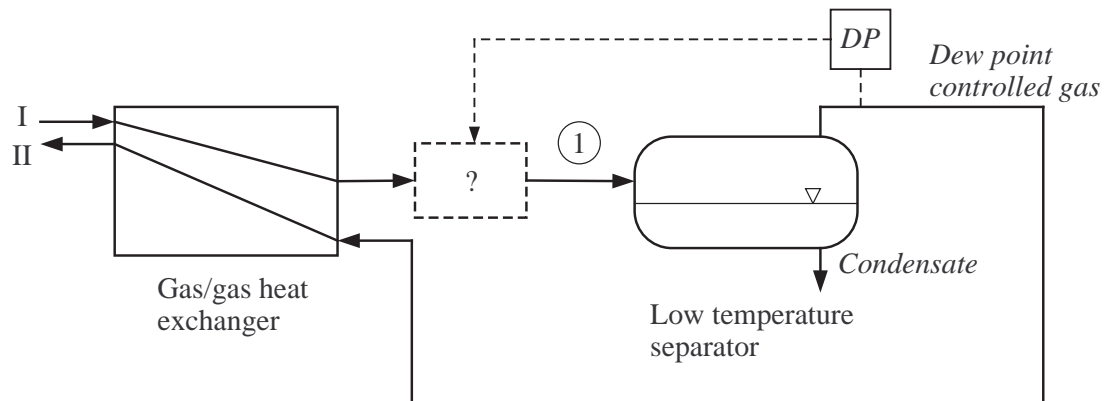 DP
Dew point
controlled gas
I
II
?
1
Gas/gas heat
exchanger
Condensate
Low temperature
separator